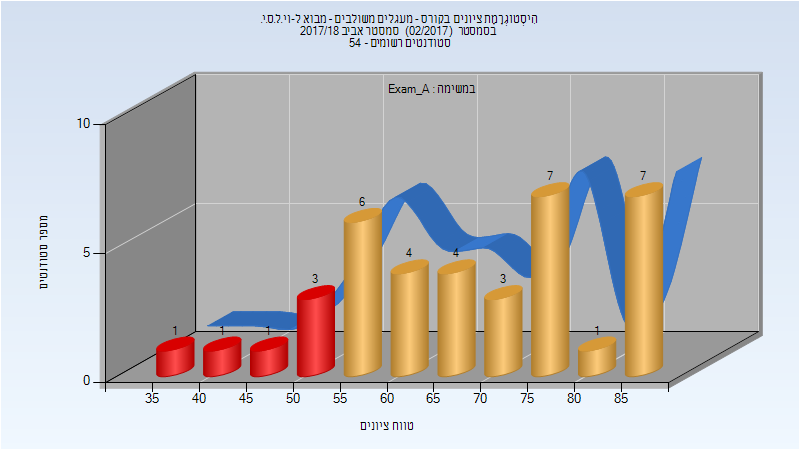 הִיסְטוֹגְרָמַת ציונים בקורס - מעגלים משולבים - מבוא ל-וי.ל.ס.י.
בסמסטר (02/2017) סמסטר אביב 2017/18
סטודנטים רשומים - 54
במשימה : Exam_A
מספר סטודנטים
10
5
0
1
1
1
3
6
4
4
3
7
1
7
35 40 45 50 55 60 65 70 75 80 85
טווח ציונים